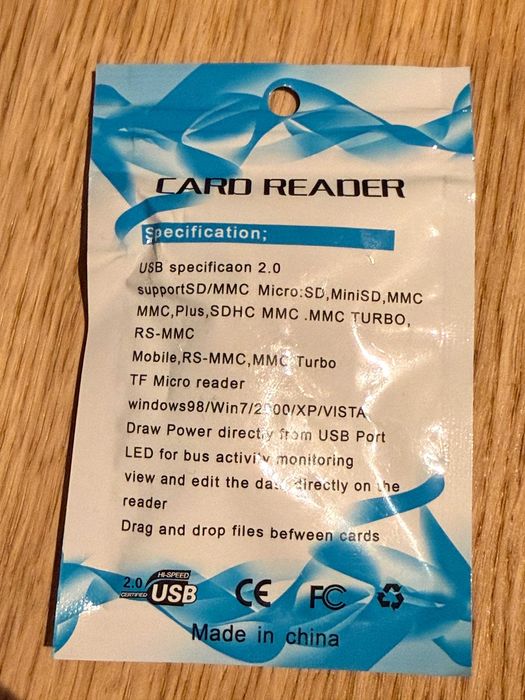 CARD READER
Specification;
USB specificaon 2.0
supportSD/MMC Micro:SD,MiniSD,MMC
MMC,Plus,SDHC MMC .MMC TURBO,
RS-MMC
Mobile,RS-MMC,MMC Turbo
TF Micro reader
windows98/Win7/2000/XP/VISTA
Draw Power directly from USB Port
LED for bus activity monitoring
view and edit the data directly on the
reader
Drag and drop files befween cards
HI-SPEED
2.0 USB
CERTIFIED
CE FC
Made in china